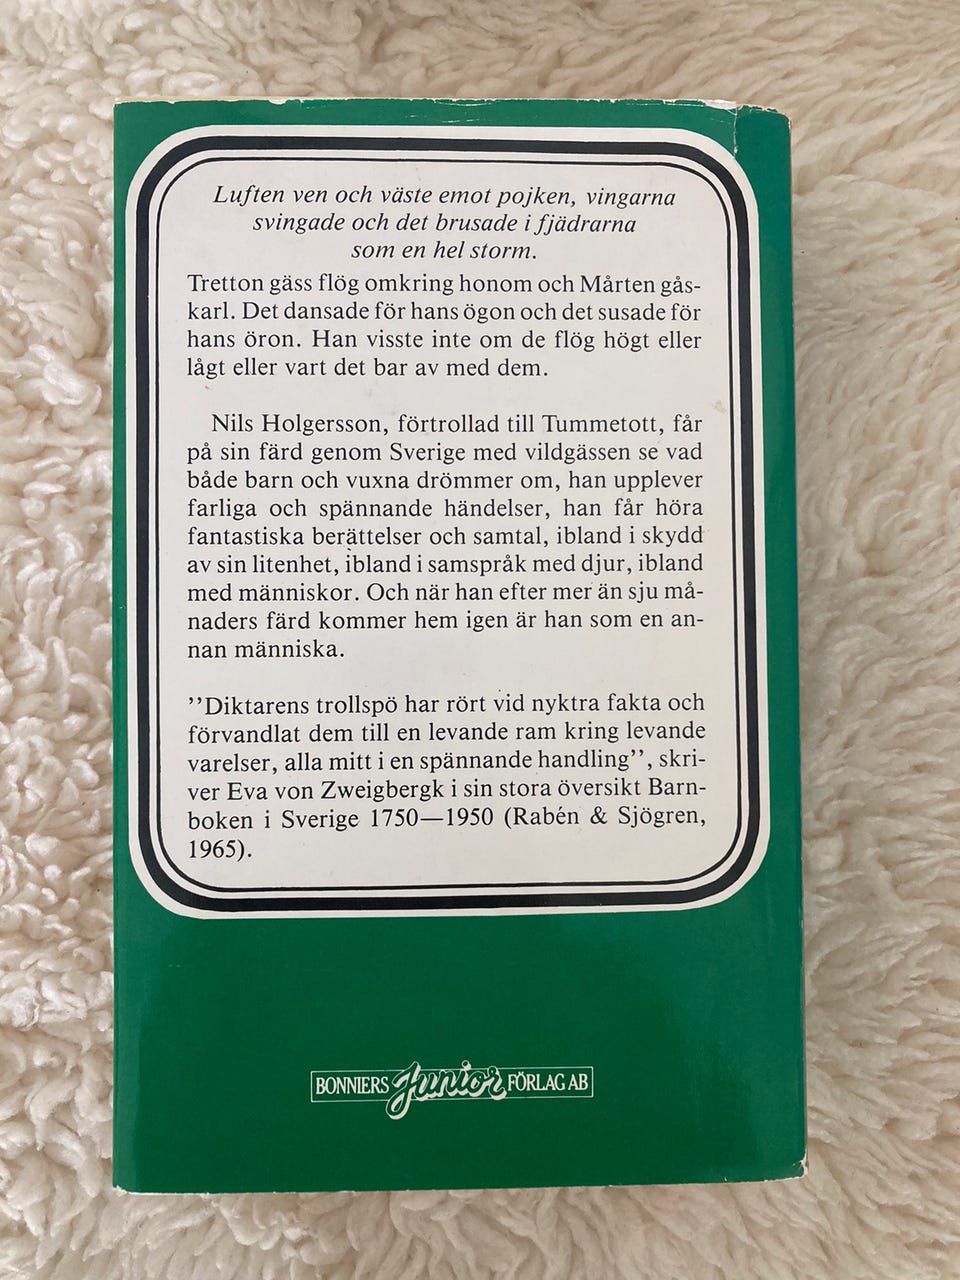 Luften ven och väste emot pojken, vingarna
svingade och det brusade i fjädrarna
som en hel storm.
Tretton gäss flög omkring honom och Mårten gås-
karl. Det dansade för hans ögon och det susade för
hans öron. Han visste inte om de flög högt eller
lågt eller vart det bar av med dem.
Nils Holgersson, förtrollad till Tummetott, får
på sin färd genom Sverige med vildgässen se vad
både barn och vuxna drömmer om, han upplever
farliga och spännande händelser, han får höra
fantastiska berättelser och samtal, ibland i skydd
av sin litenhet, ibland i samspråk med djur, ibland
med människor. Och när han efter mer än sju må-
naders färd kommer hem igen är han som en an-
nan människa.
''Diktarens trollspö har rört vid nyktra fakta och
förvandlat dem till en levande ram kring levande
varelser, alla mitt i en spännande handling'', skri-
ver Eva von Zweigbergk i sin stora översikt Barn-
boken i Sverige 1750—1950 (Rabén & Sjögren,
1965).
BONNIERS Junior FÖRLAG AB